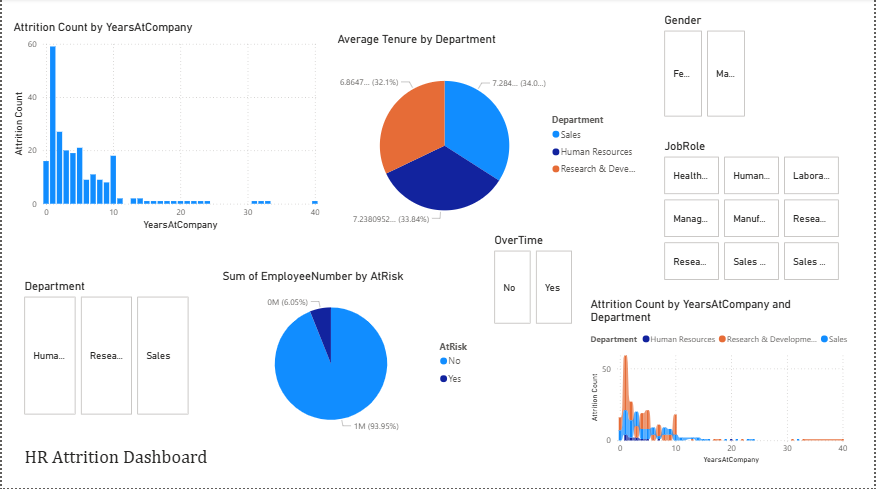 Attrition Count by YearsAtCompany
60
40
20
0
Attrition Count
0 10 20 30 40
YearsAtCompany
Average Tenure by Department
6.8647... (32.1%)
7.284... (34.0...)
7.2380952... (33.84%)
Department
Sales
Human Resources
Research & Deve...
Gender
Fe...
Ma...
JobRole
Health...
Human...
Labora...
Manag...
Manuf...
Resea...
Resea...
Sales ...
Sales ...
OverTime
No
Yes
Department
Huma...
Resea...
Sales
Sum of EmployeeNumber by AtRisk
0M (6.05%)
1M (93.95%)
AtRisk
No
Yes
Attrition Count by YearsAtCompany and
Department
Department Human Resources Research & Developme... Sales
50
0
Attrition Count
0 10 20 30 40
YearsAtCompany
HR Attrition Dashboard